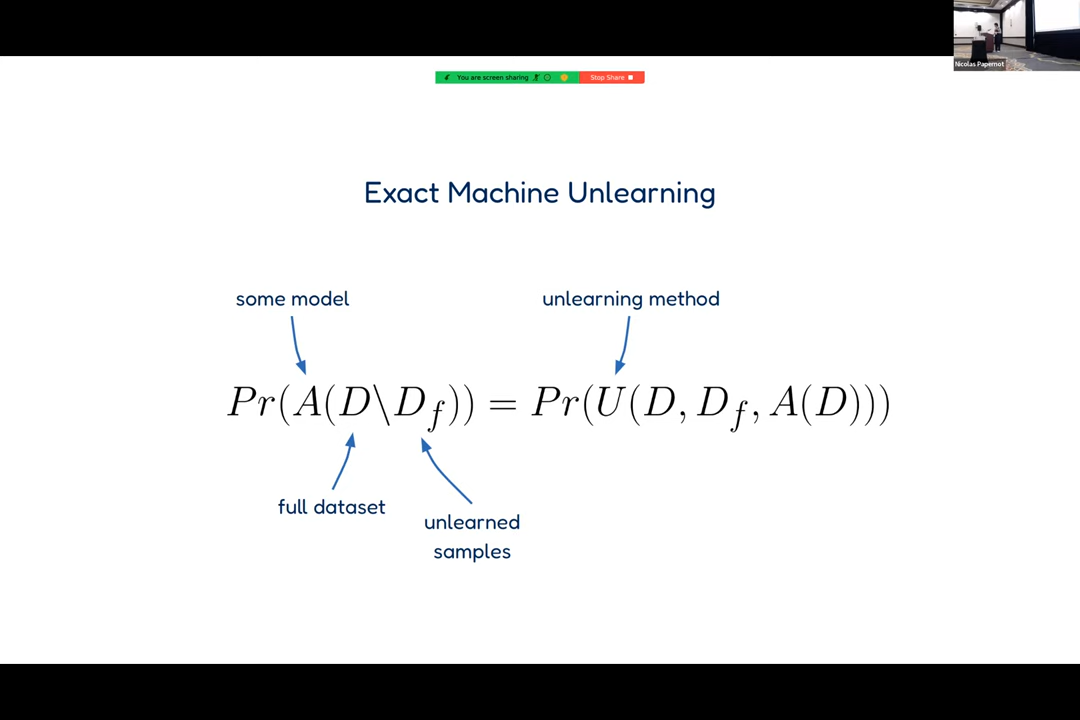 Nicolas Papernot
You are screen sharing
Stop Share
Exact Machine Unlearning
some model
unlearning method
Pr(A(D\D_f)) = Pr(U(D, D_f, A(D)))
full dataset
unlearned
samples